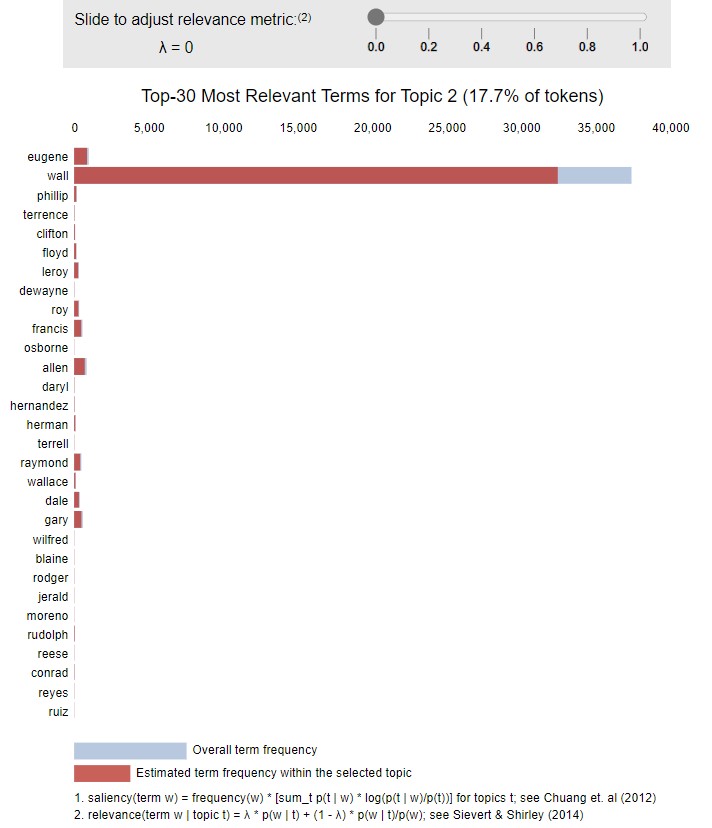 Slide to adjust relevance metric:(2)
λ = 0
0.0 0.2 0.4 0.6 0.8 1.0
Top-30 Most Relevant Terms for Topic 2 (17.7% of tokens)
0 5,000 10,000 15,000 20,000 25,000 30,000 35,000 40,000
eugene
wall
phillip
terrence
clifton
floyd
leroy
dewayne
roy
francis
osborne
allen
daryl
hernandez
herman
terrell
raymond
wallace
dale
gary
wilfred
blaine
rodger
jerald
moreno
rudolph
reese
conrad
reyes
ruiz
Overall term frequency
Estimated term frequency within the selected topic
1. saliency(term w) = frequency(w) * [sum_t p(t | w) * log(p(t | w)/p(t))] for topics t; see Chuang et. al (2012)
2. relevance(term w | topic t) = λ * p(w | t) + (1 - λ) * p(w | t)/p(w); see Sievert & Shirley (2014)